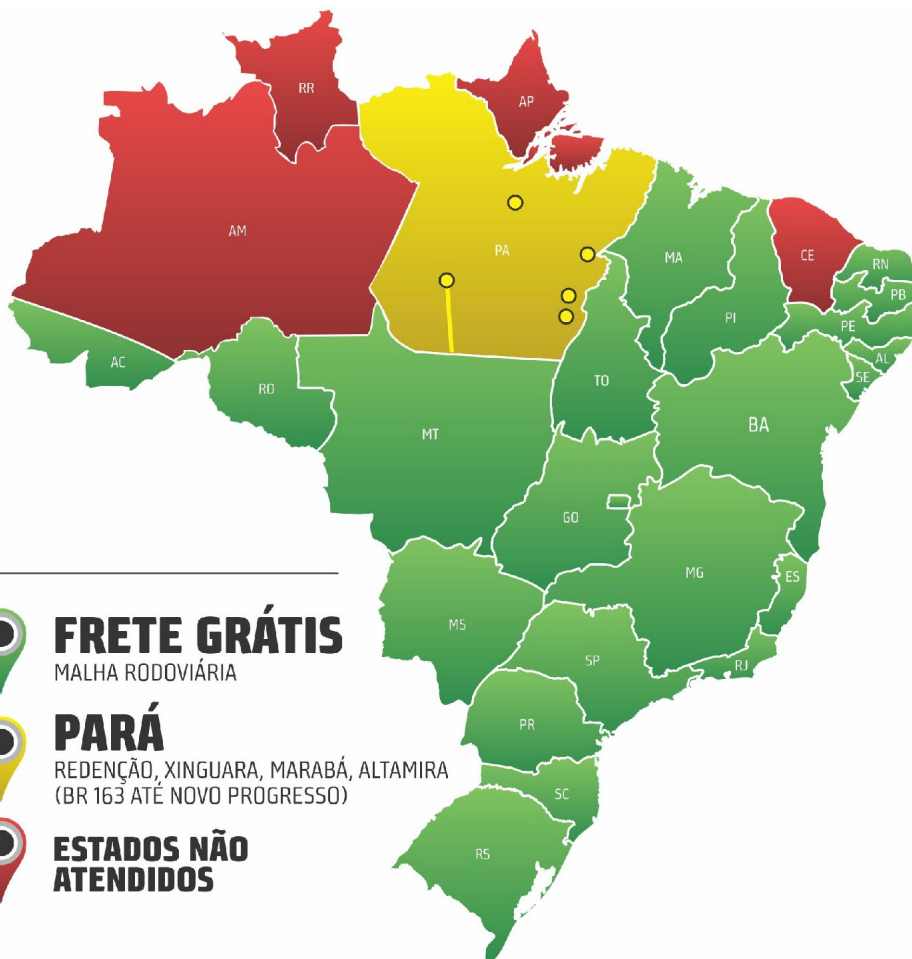 RR
AP
AM
PA
MA
CE
RN
PB
PI
PE
AL
SE
AC
RO
TO
MT
BA
GO
MG
ES
MS
SP
RJ
PR
SC
RS
FRETE GRÁTIS
MALHA RODOVIÁRIA
PARÁ
REDENÇÃO, XINGUARA, MARABÁ, ALTAMIRA
(BR 163 ATÉ NOVO PROGRESSO)
ESTADOS NÃO
ATENDIDOS